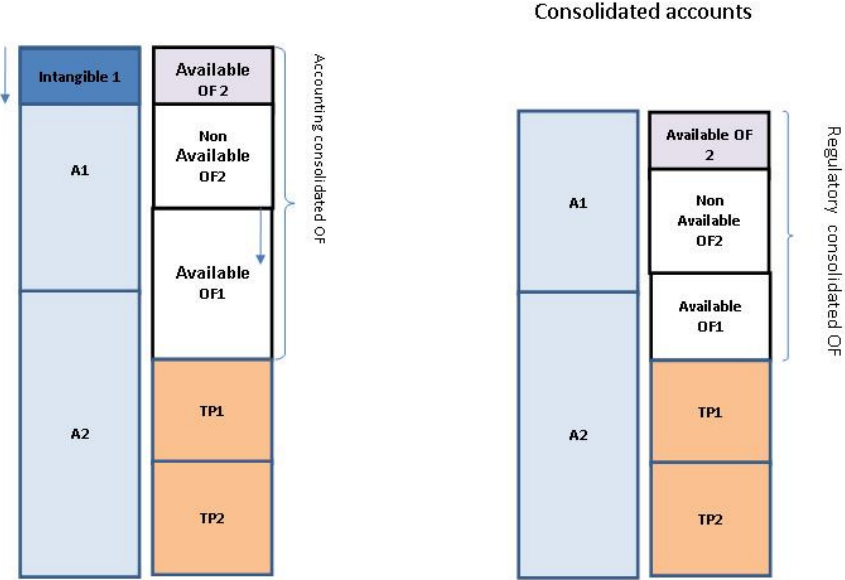 Consolidated accounts
Intangible 1
A1
A2
Available
OF 2
Non
Available
OF2
Available
OF1
TP1
TP2
Accounting consolidated OF
A1
A2
Available OF
2
Non
Available
OF2
Available
OF1
TP1
TP2
Regulatory consolidated OF